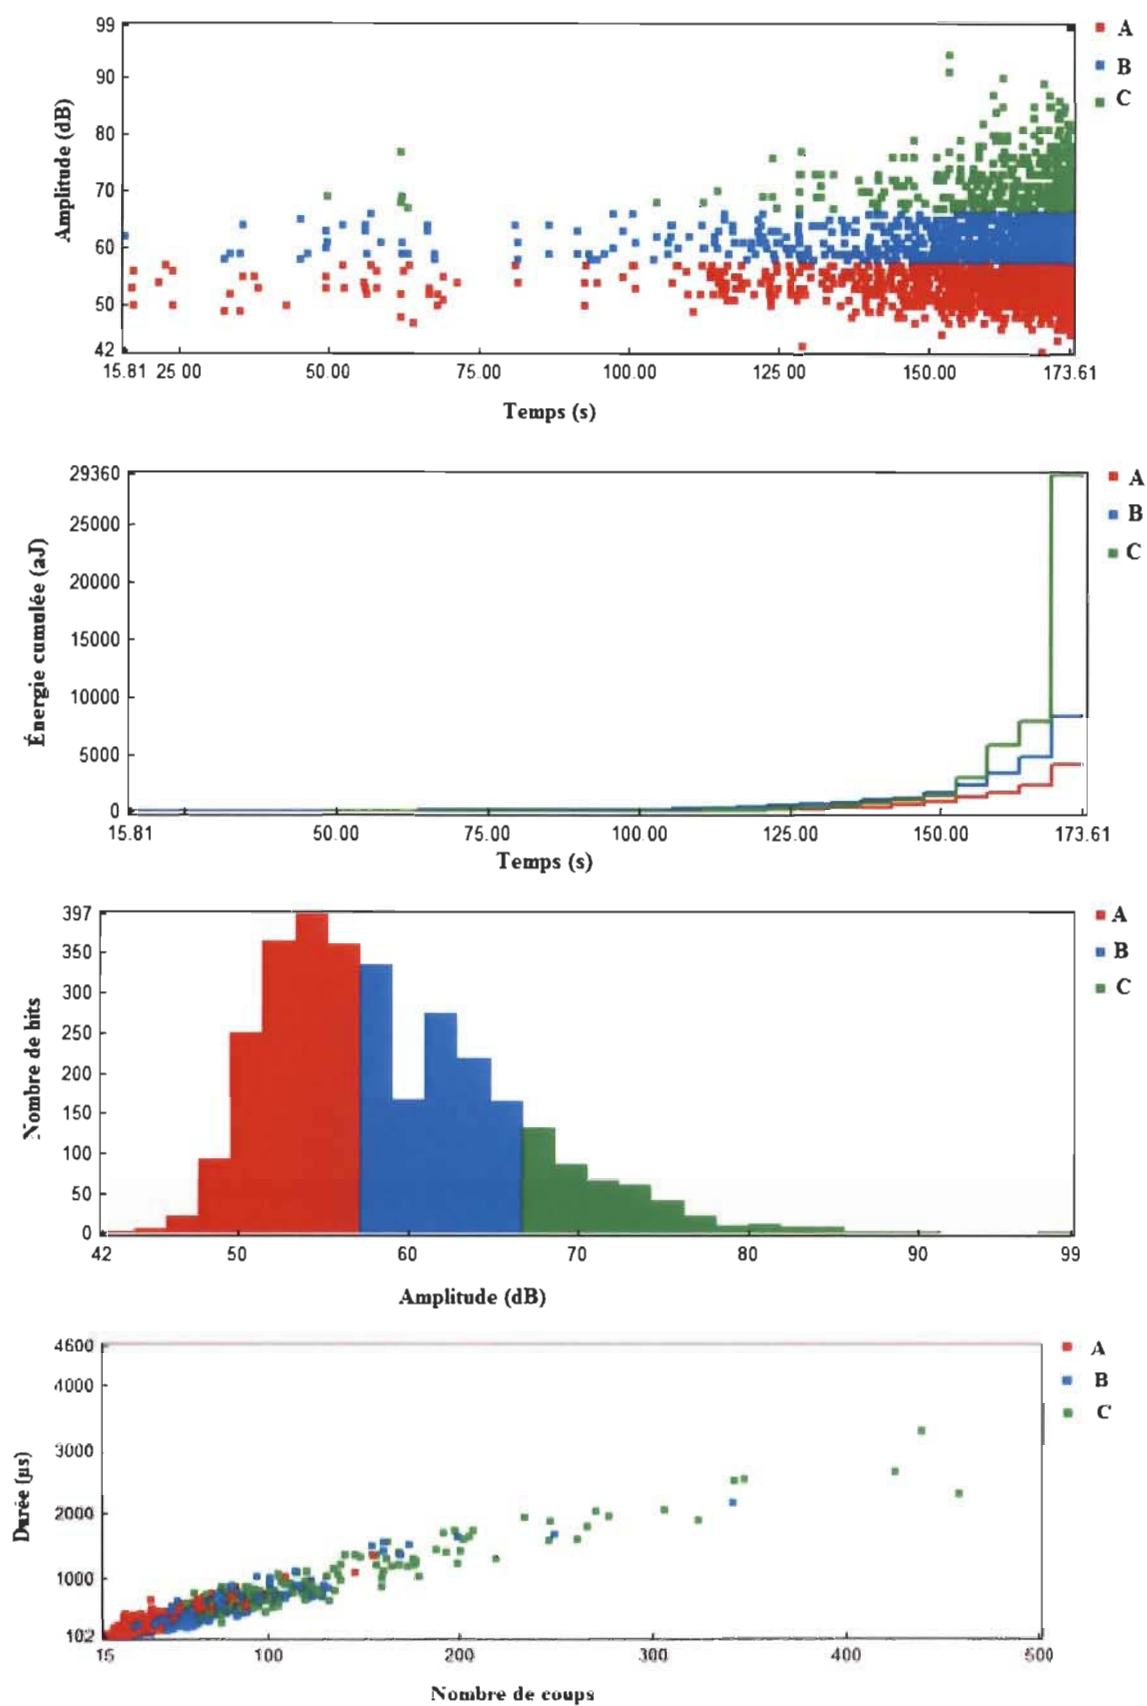 99
90
80
70
60
50
42
Amplitude (dB)
15.81 25 00 50.00 75.00 100.00 125 00 150.00 173.61
Temps (s)
A
B
C
29360
25000
20000
15000
10000
5000
0
Énergie cumulée (aJ)
15.81 50.00 75.00 100.00 125.00 150.00 173.61
Temps (s)
A
B
C
397
350
300
250
200
150
100
50
0
Nombre de hits
42 50 60 70 80 90 99
Amplitude (dB)
A
B
C
4600
4000
3000
2000
1000
102
Durée (µs)
15 100 200 300 400 500
Nombre de coups
A
B
C